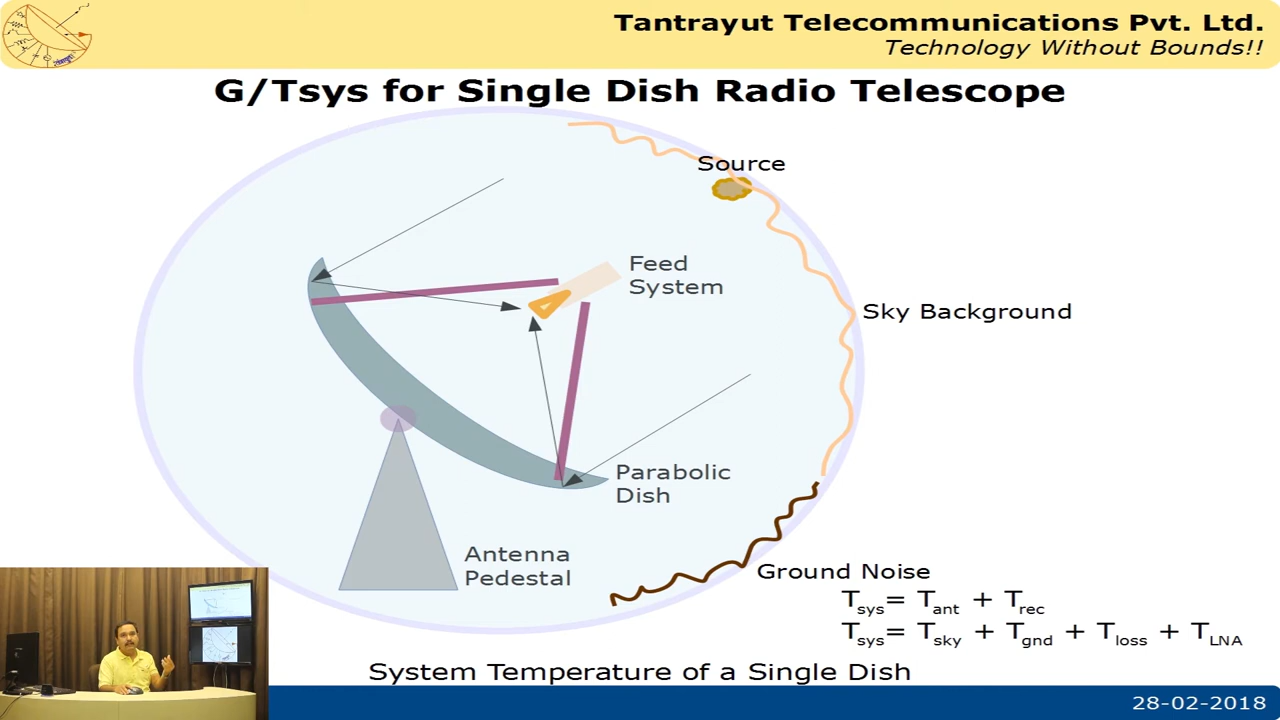 Tantrayut Telecommunications Pvt. Ltd.
Technology Without Bounds!!
G/Tsys for Single Dish Radio Telescope
Source
Feed
System
Sky Background
Parabolic
Dish
Antenna
Pedestal
Ground Noise
Tsys= Tant + Trec
Tsys= Tsky + Tgnd + Tloss + TLNA
System Temperature of a Single Dish
28-02-2018